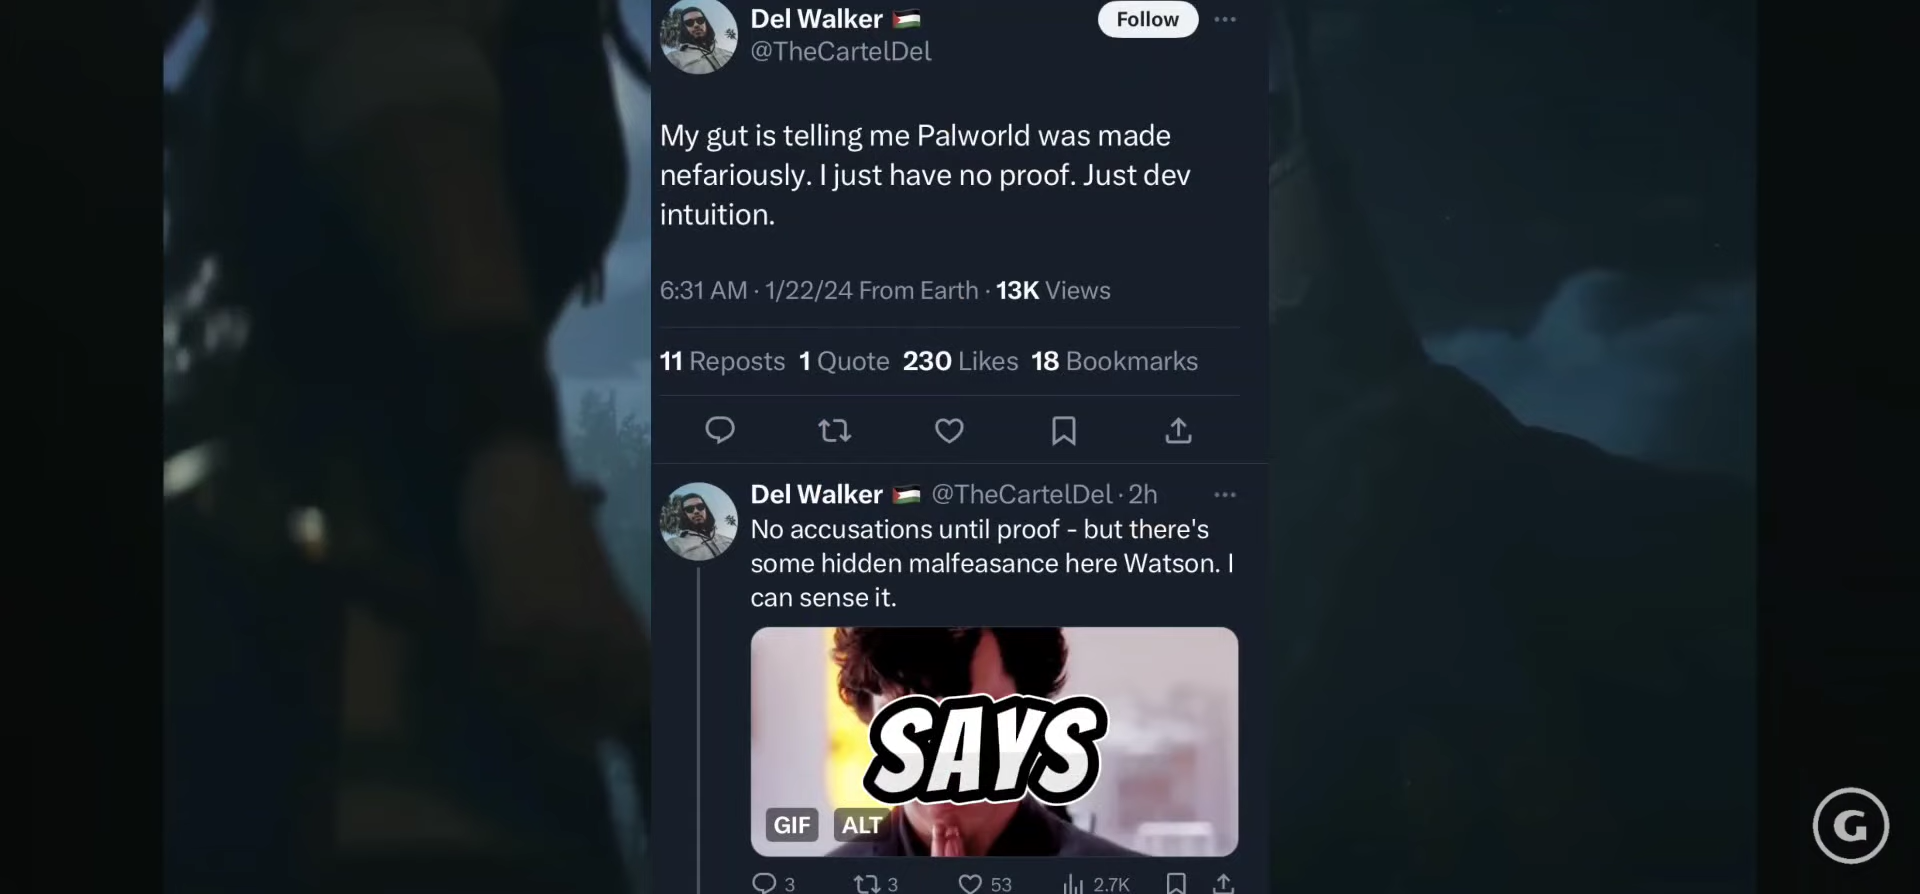 Del Walker 🇵🇸
Follow
@TheCartelDel
My gut is telling me Palworld was made
nefariously. I just have no proof. Just dev
intuition.
6:31 AM · 1/22/24 From Earth · 13K Views
11 Reposts 1 Quote 230 Likes 18 Bookmarks
Del Walker 🇵🇸 @TheCartelDel · 2h
No accusations until proof - but there's
some hidden malfeasance here Watson. I
can sense it.
SAYS
GIF ALT
3 3 53 2.7K
G